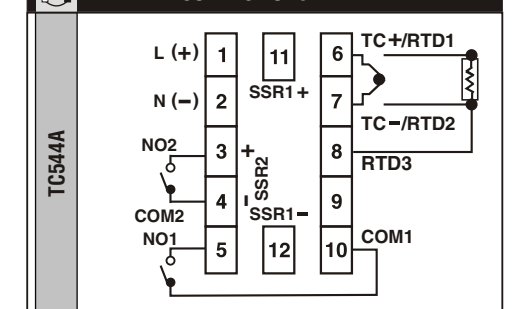 TC544A
L (+) 1
N (−) 2
NO2 3 +
COM2 4 -
SSR2
NO1 5
11
SSR1+
SSR1−
12
6 TC+/RTD1
7 TC−/RTD2
8 RTD3
9
10 COM1